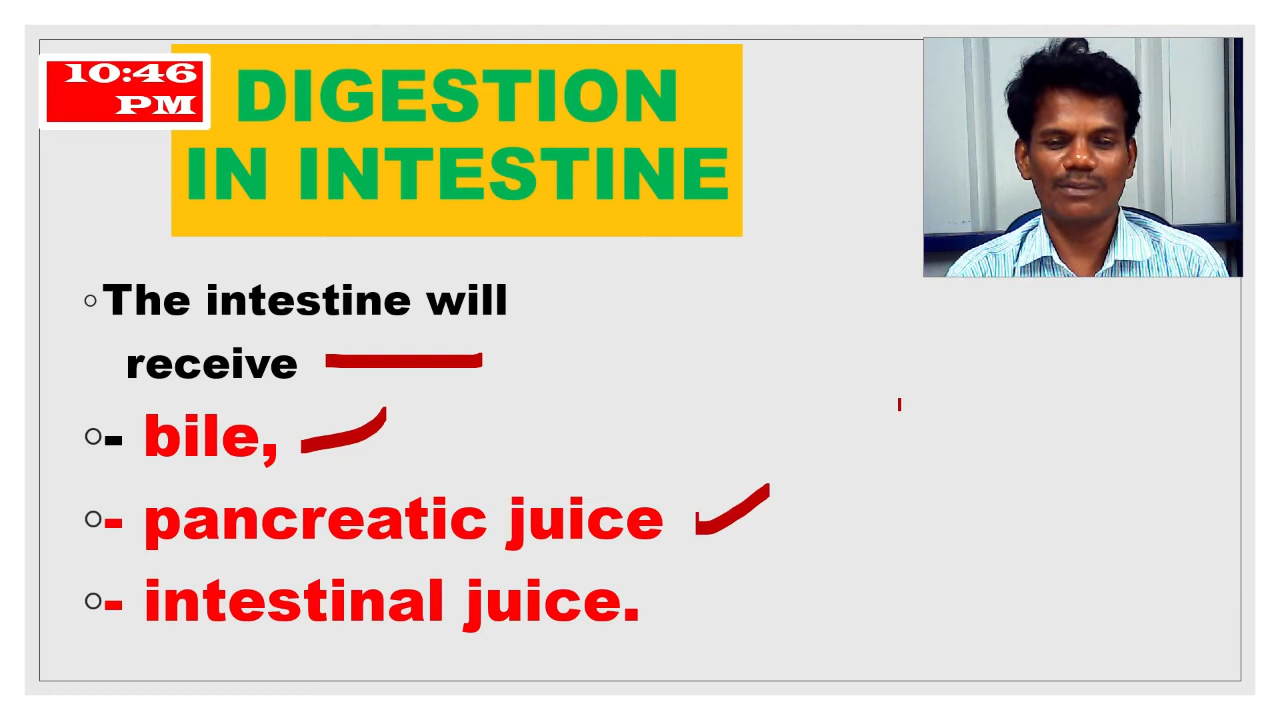 10:46
PM
DIGESTION
IN INTESTINE
◦The intestine will
receive
◦- bile,
◦- pancreatic juice
◦- intestinal juice.